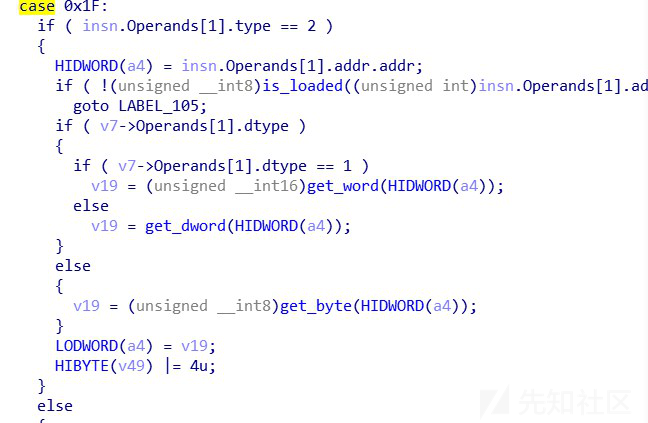 case 0x1F:
if ( insn.Operands[1].type == 2 )
{
HIDWORD(a4) = insn.Operands[1].addr.addr;
if ( !(unsigned __int8)is_loaded((unsigned int)insn.Operands[1].ad
goto LABEL_105;
if ( v7->Operands[1].dtype )
{
if ( v7->Operands[1].dtype == 1 )
v19 = (unsigned __int16)get_word(HIDWORD(a4));
else
v19 = get_dword(HIDWORD(a4));
}
else
{
v19 = (unsigned __int8)get_byte(HIDWORD(a4));
}
LODWORD(a4) = v19;
HIBYTE(v49) |= 4u;
}
else
{
先知社区